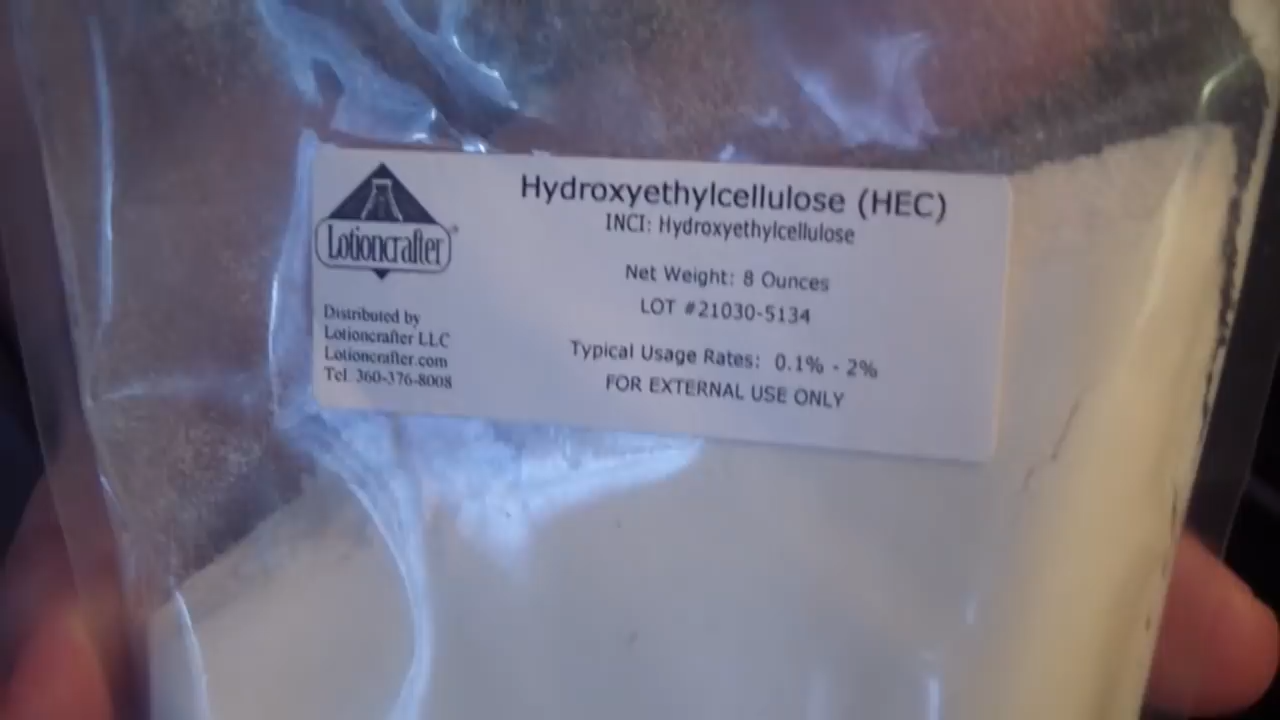 Lotioncrafter®
Distributed by
Lotioncrafter LLC
Lotioncrafter.com
Tel. 360-376-8008
Hydroxyethylcellulose (HEC)
INCI: Hydroxyethylcellulose
Net Weight: 8 Ounces
LOT #21030-5134
Typical Usage Rates: 0.1% - 2%
FOR EXTERNAL USE ONLY